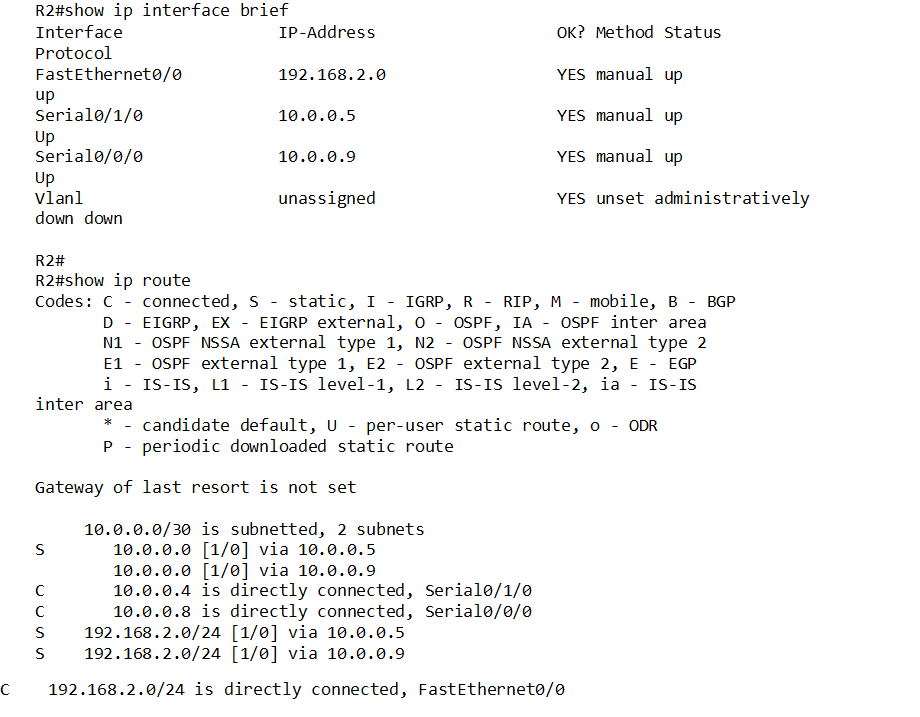 R2#show ip interface brief
Interface IP-Address OK? Method Status
Protocol
FastEthernet0/0 192.168.2.0 YES manual up
up
Serial0/1/0 10.0.0.5 YES manual up
Up
Serial0/0/0 10.0.0.9 YES manual up
Up
Vlanl unassigned YES unset administratively
down down
R2#
R2#show ip route
Codes: C - connected, S - static, I - IGRP, R - RIP, M - mobile, B - BGP
D - EIGRP, EX - EIGRP external, O - OSPF, IA - OSPF inter area
N1 - OSPF NSSA external type 1, N2 - OSPF NSSA external type 2
E1 - OSPF external type 1, E2 - OSPF external type 2, E - EGP
i - IS-IS, L1 - IS-IS level-1, L2 - IS-IS level-2, ia - IS-IS
inter area
* - candidate default, U - per-user static route, o - ODR
P - periodic downloaded static route
Gateway of last resort is not set
10.0.0.0/30 is subnetted, 2 subnets
S 10.0.0.0 [1/0] via 10.0.0.5
10.0.0.0 [1/0] via 10.0.0.9
C 10.0.0.4 is directly connected, Serial0/1/0
C 10.0.0.8 is directly connected, Serial0/0/0
S 192.168.2.0/24 [1/0] via 10.0.0.5
S 192.168.2.0/24 [1/0] via 10.0.0.9
C 192.168.2.0/24 is directly connected, FastEthernet0/0